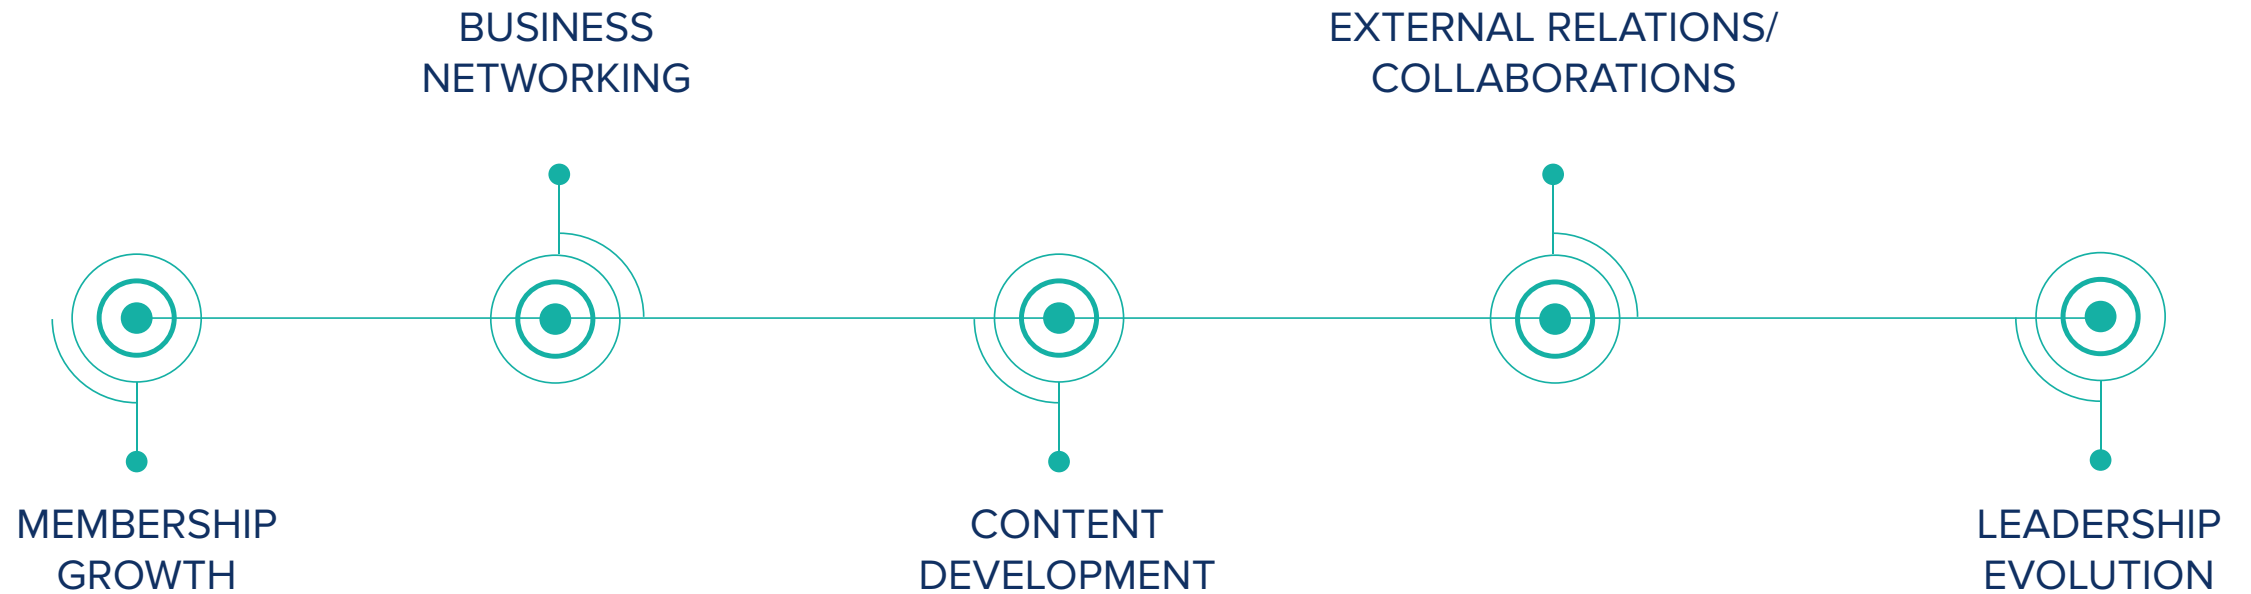 BUSINESS
NETWORKING
EXTERNAL RELATIONS/
COLLABORATIONS
MEMBERSHIP
GROWTH
CONTENT
DEVELOPMENT
LEADERSHIP
EVOLUTION